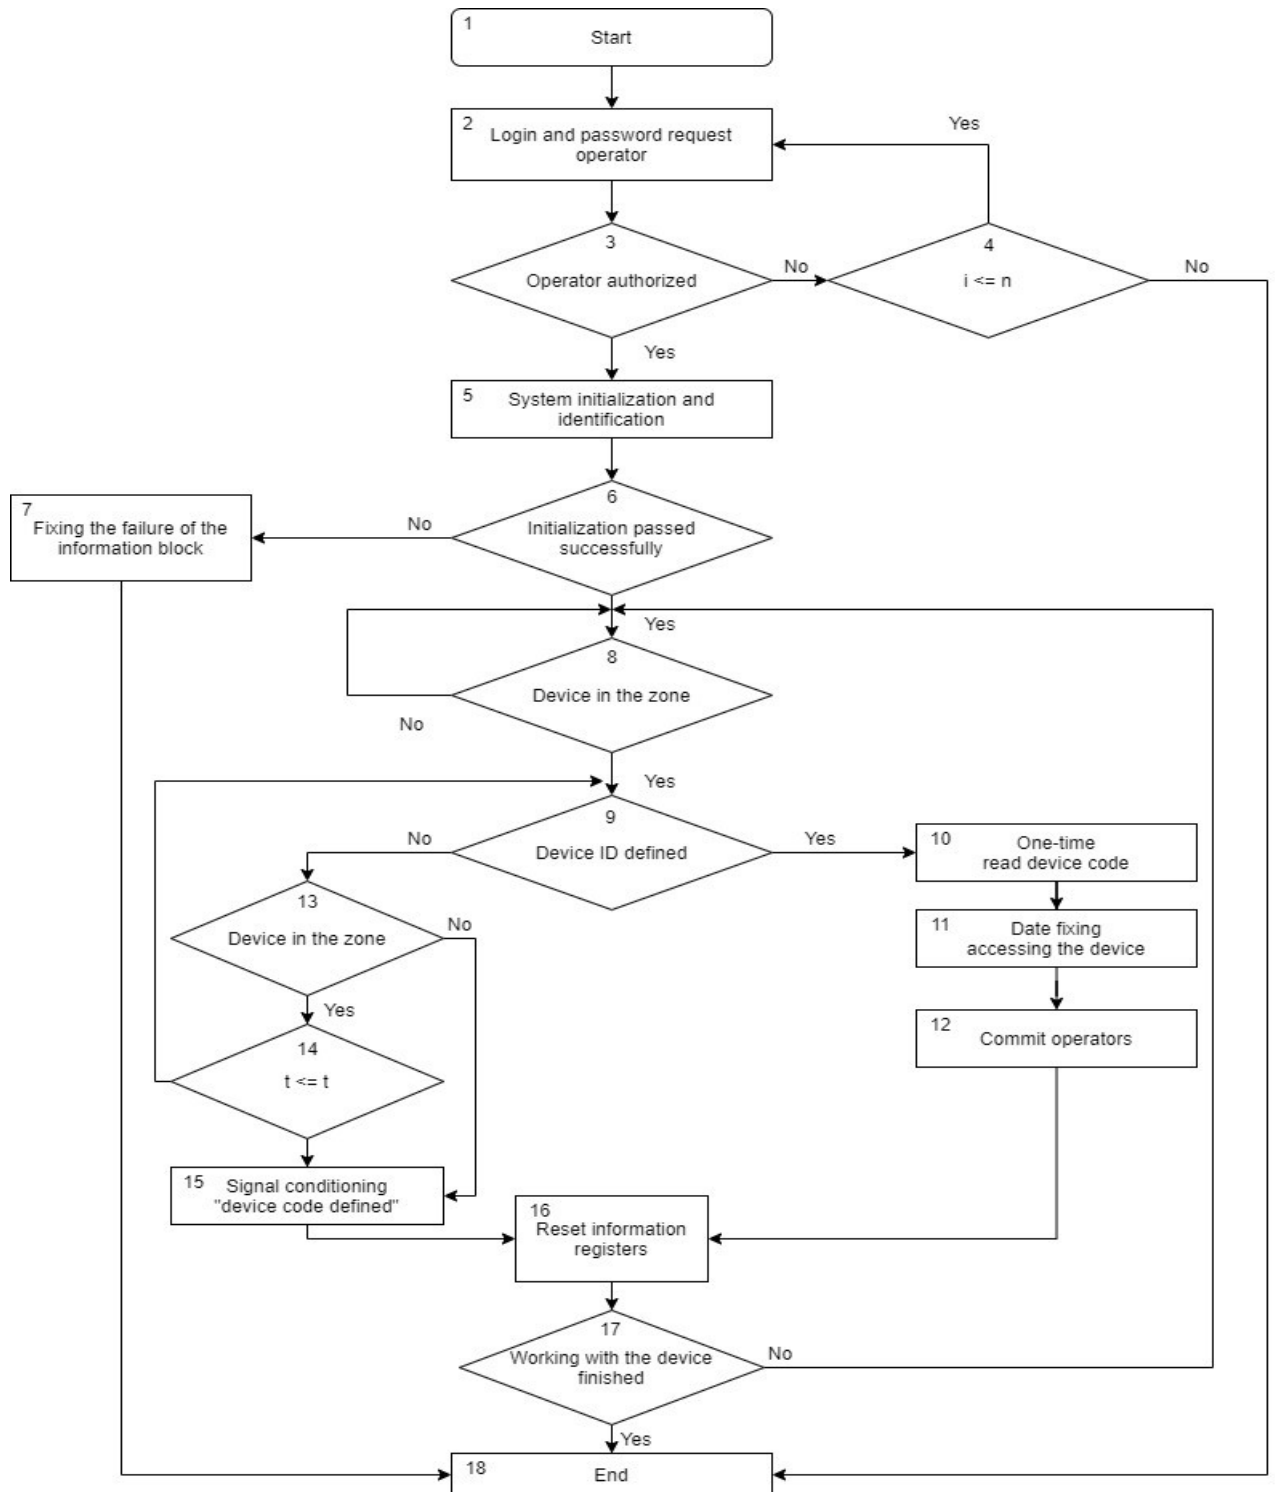 1
Start
2
Login and password request
operator
Yes
3
Operator authorized
No
4
i <= n
No
Yes
5
System initialization and
identification
6
Initialization passed
successfully
No
7
Fixing the failure of the
information block
Yes
8
Device in the zone
No
Yes
9
Device ID defined
No
Yes
10
One-time
read device code
11
Date fixing
accessing the device
12
Commit operators
13
Device in the zone
No
Yes
14
t <= t
15
Signal conditioning
"device code defined"
16
Reset information
registers
17
Working with the device
finished
No
Yes
18
End